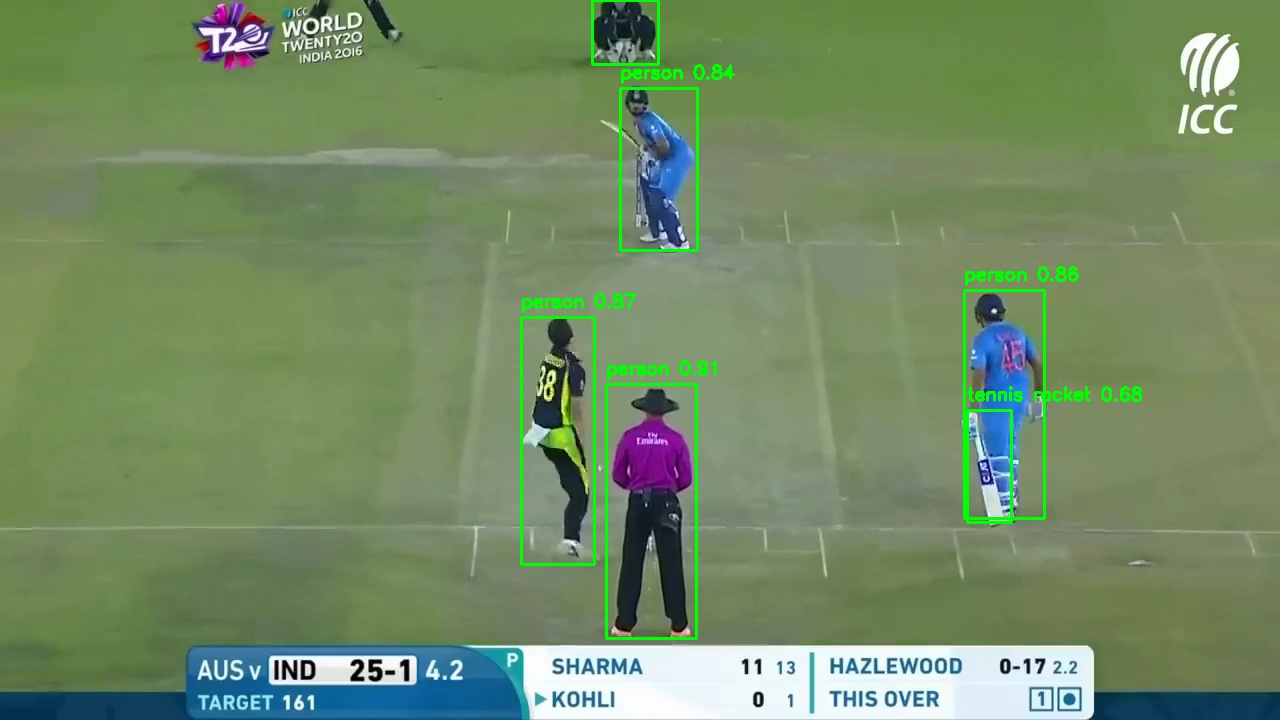 ICC
WORLD
TWENTY20
INDIA 2016
T20
ICC
person 0.84
person 0.86
person 0.87
person 0.91
tennis racket 0.68
45
38
Fly
Emirates
AUS v IND 25-1 4.2 P
TARGET 161
SHARMA 11 13
KOHLI 0 1
HAZLEWOOD 0-17 2.2
THIS OVER 1